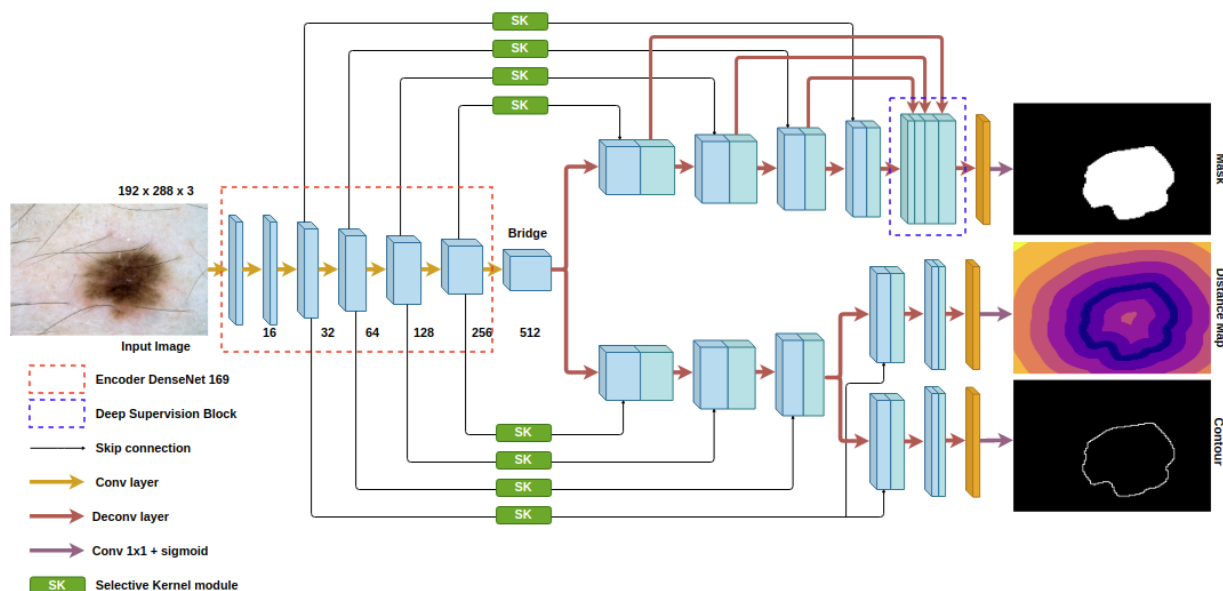 SK
SK
SK
SK
192 x 288 x 3
Bridge
16
32
64
128
256
512
Input Image
Mask
Distance Map
Contour
Encoder DenseNet 169
Deep Supervision Block
Skip connection
Conv layer
Deconv layer
Conv 1x1 + sigmoid
SK Selective Kernel module
SK
SK
SK
SK